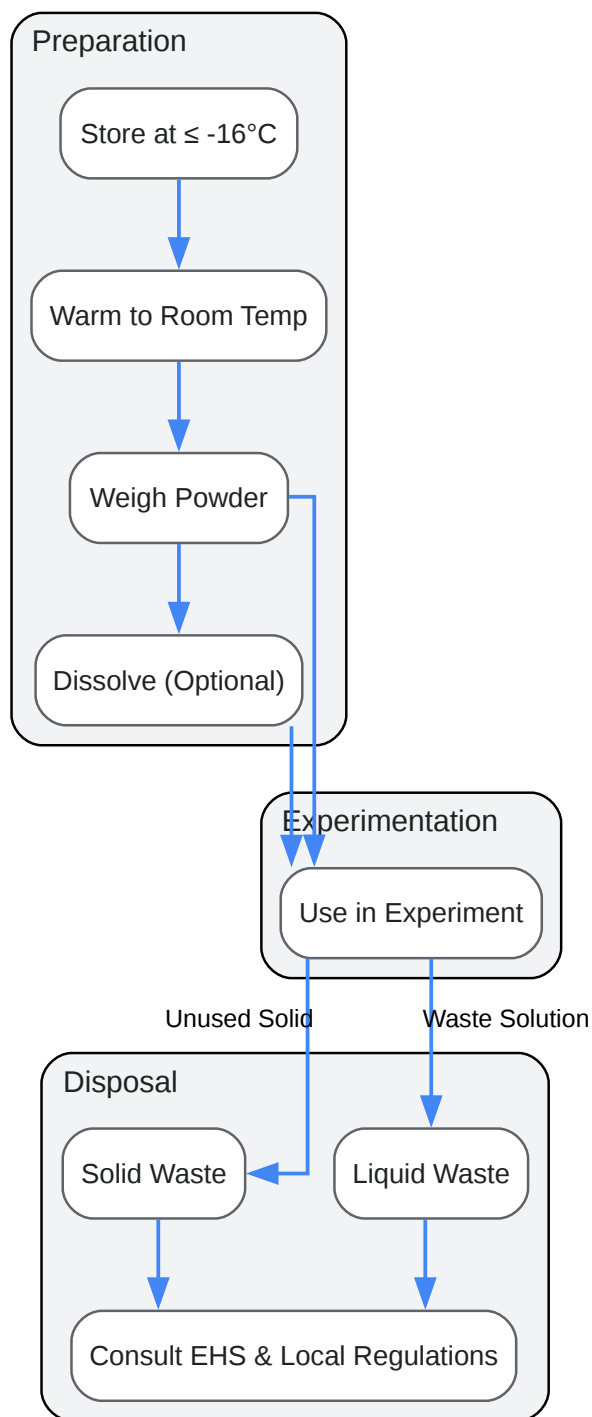 Preparation
Store at ≤ -16°C
Warm to Room Temp
Weigh Powder
Dissolve (Optional)
Experimentation
Use in Experiment
Unused Solid
Waste Solution
Disposal
Solid Waste
Liquid Waste
Consult EHS & Local Regulations